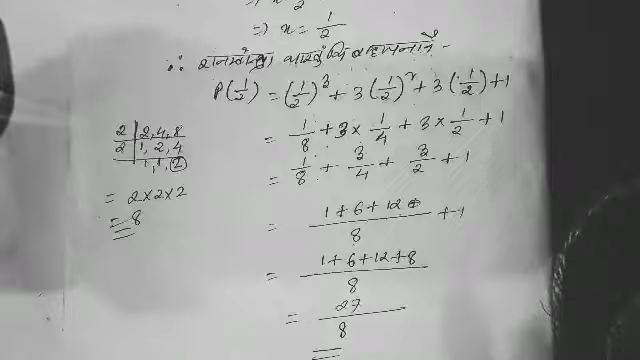 =) x = 1/2
∴
P(1/2) = (1/2)³ + 3(1/2)² + 3(1/2) + 1
= 1/8 + 3 × 1/4 + 3 × 1/2 + 1
= 1/8 + 3/4 + 3/2 + 1
= 1+6+12/8 + 1
= 1+6+12+8/8
= 27/8
2 | 2, 4, 8
2 | 1, 2, 4
1, 1, 2
= 2×2×2
= 8